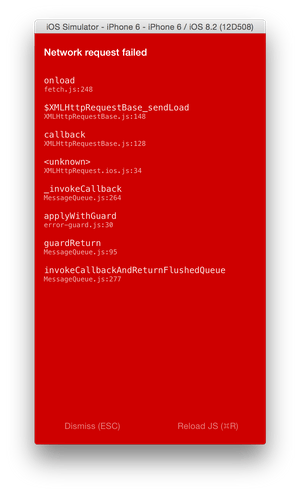 iOS Simulator - iPhone 6 - iPhone 6 / iOS 8.2 (12D508)
Network request failed
onload
fetch.js:248
$XMLHttpRequestBase_sendLoad
XMLHttpRequestBase.js:148
callback
XMLHttpRequestBase.js:128
<unknown>
XMLHttpRequest.ios.js:34
_invokeCallback
MessageQueue.js:264
applyWithGuard
error-guard.js:30
guardReturn
MessageQueue.js:95
invokeCallbackAndReturnFlushedQueue
MessageQueue.js:277
Dismiss (ESC) Reload JS (⌘R)